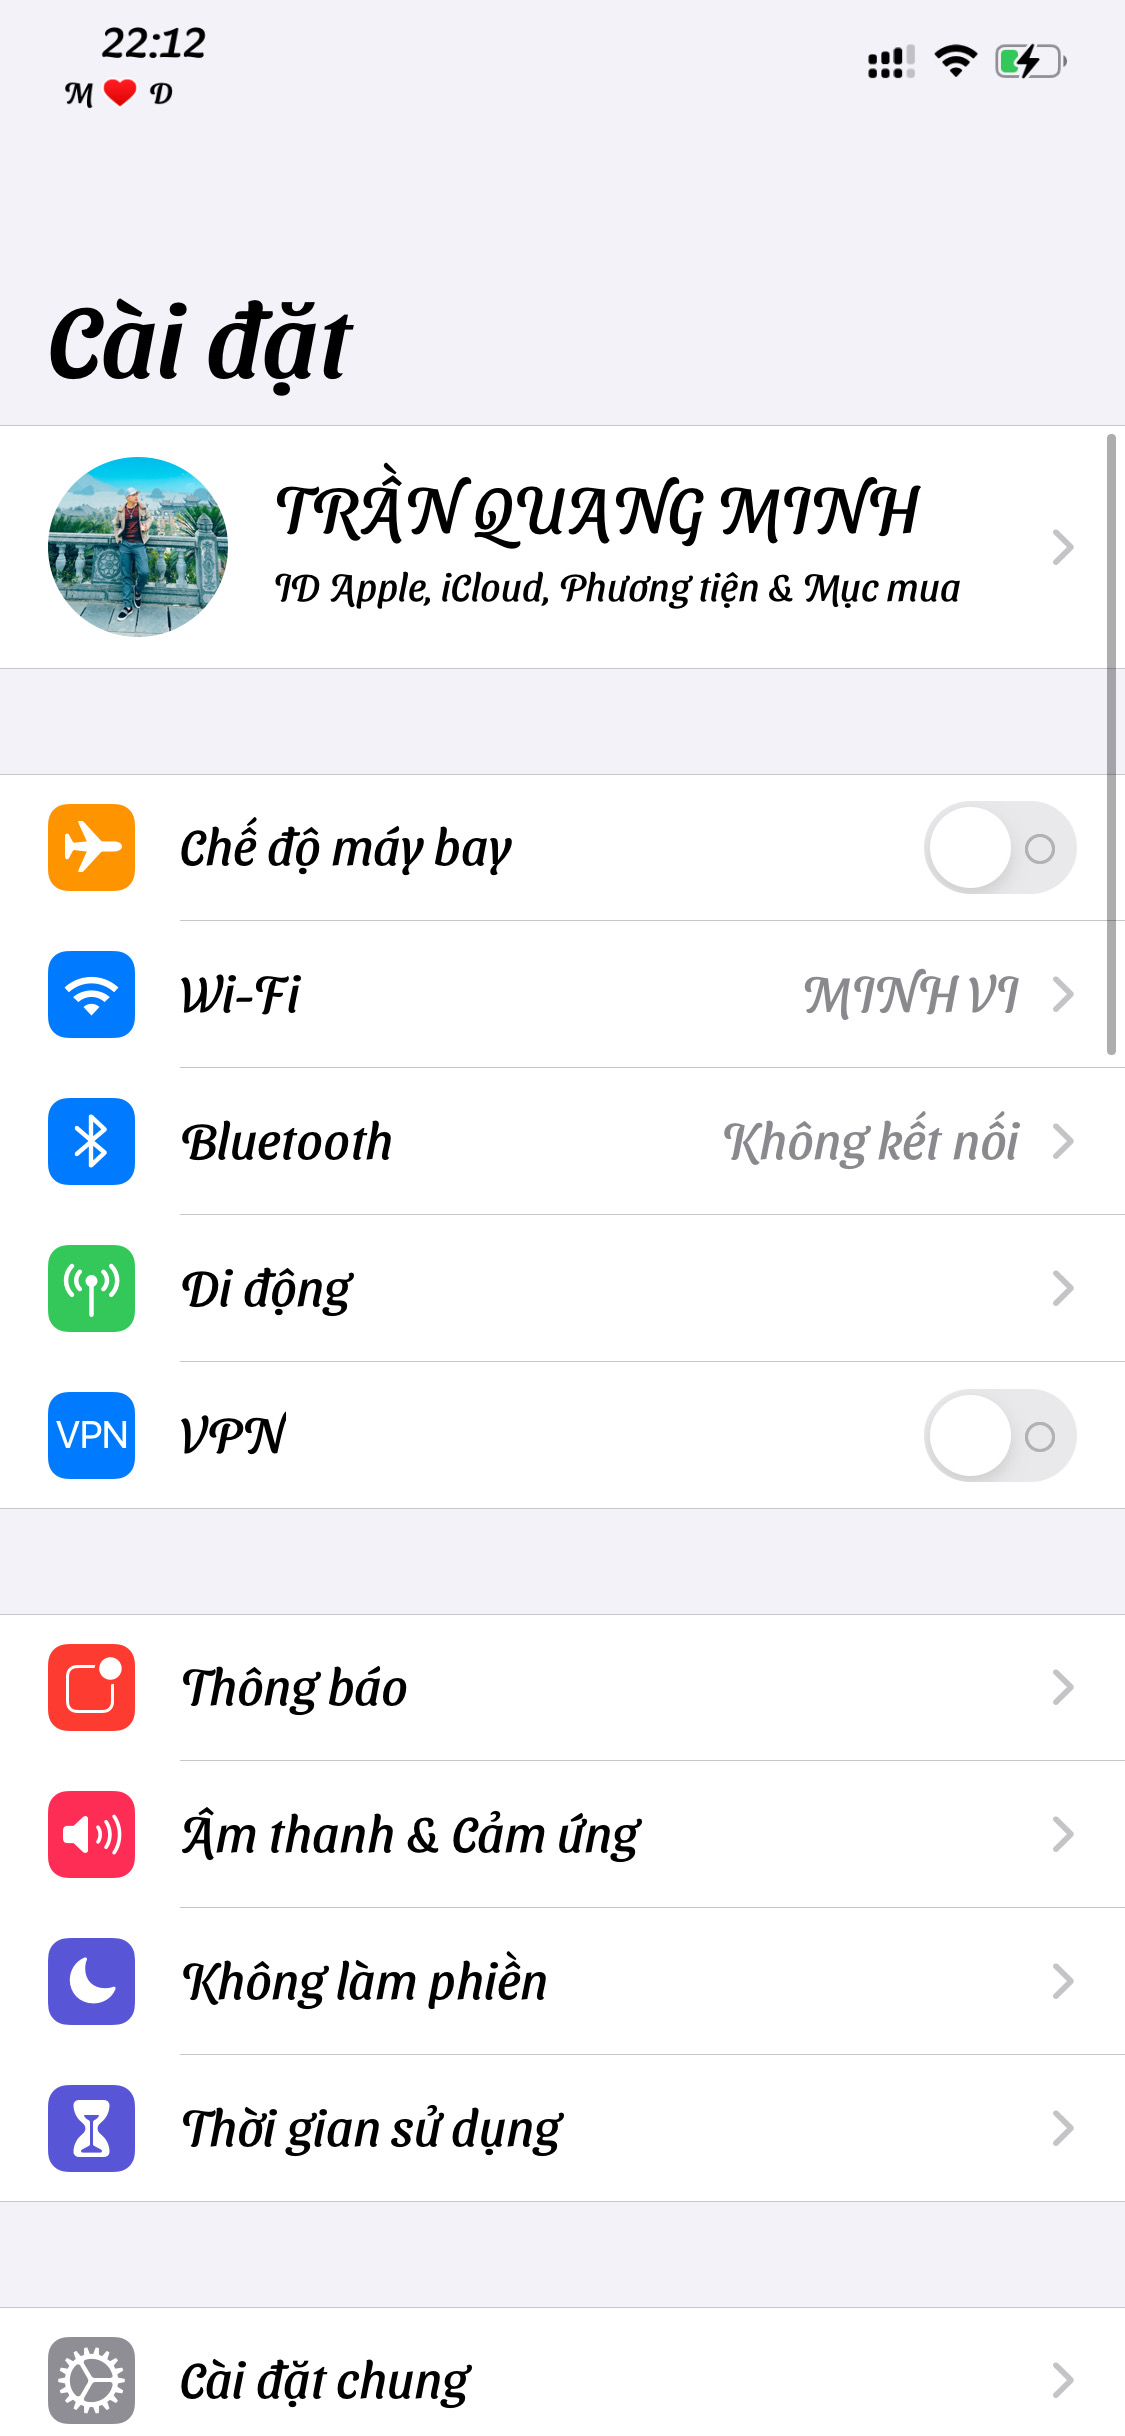 22:12
M ❤️ D
Cài đặt
TRẦN QUANG MINH
ID Apple, iCloud, Phương tiện & Mục mua
Chế độ máy bay
Wi-Fi MINH VI
Bluetooth Không kết nối
Di động
VPN VPN
Thông báo
Âm thanh & Cảm ứng
Không làm phiền
Thời gian sử dụng
Cài đặt chung